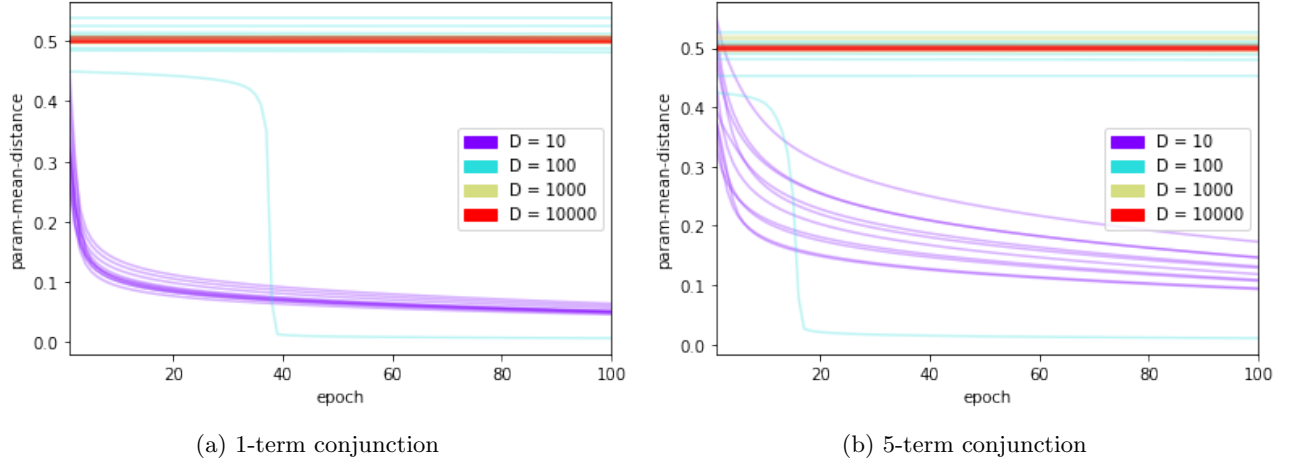 0.5
0.4
0.3
0.2
0.1
0.0
param-mean-distance
20
40
60
80
100
epoch
D = 10
D = 100
D = 1000
D = 10000
(a) 1-term conjunction
0.5
0.4
0.3
0.2
0.1
0.0
param-mean-distance
20
40
60
80
100
epoch
D = 10
D = 100
D = 1000
D = 10000
(b) 5-term conjunction